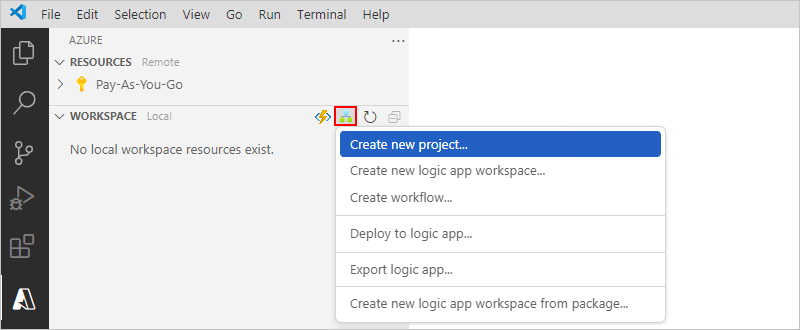 File Edit Selection View Go Run Terminal Help
AZURE
RESOURCES Remote
Pay-As-You-Go
WORKSPACE Local
No local workspace resources exist.
Create new project...
Create new logic app workspace...
Create workflow...
Deploy to logic app...
Export logic app...
Create new logic app workspace from package...